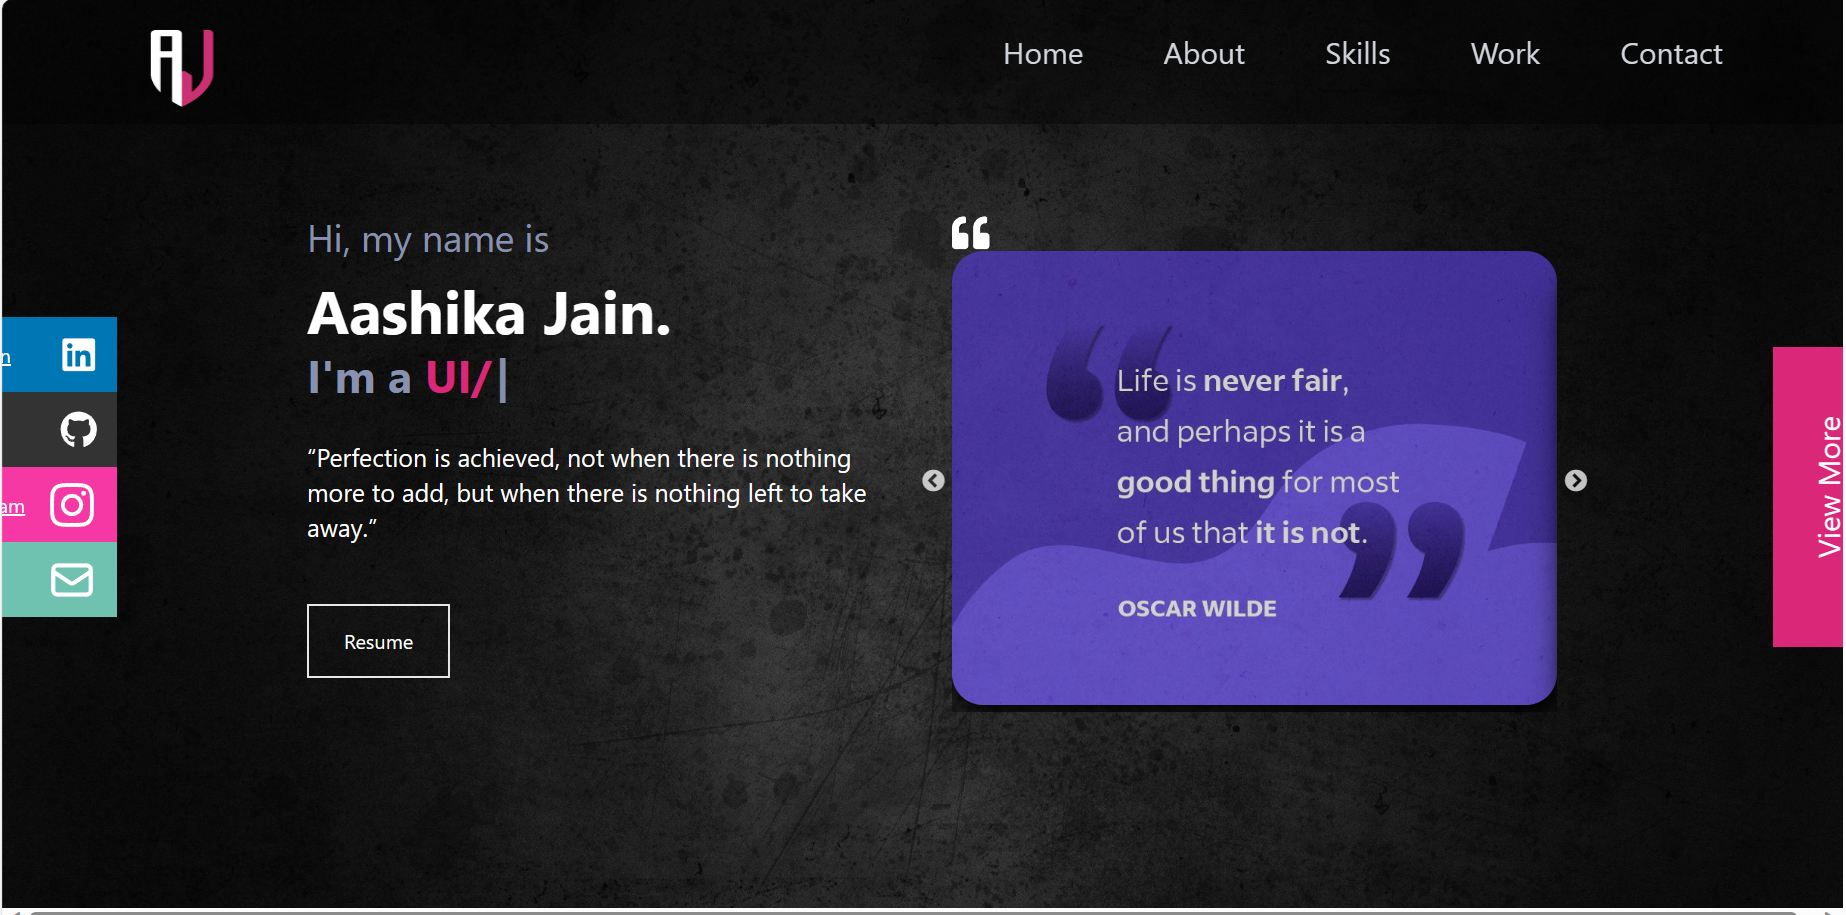 AJ
Home About Skills Work Contact
Hi, my name is
Aashika Jain.
I'm a UI/|
“Perfection is achieved, not when there is nothing
more to add, but when there is nothing left to take
away.”
Resume
n
in
am
“
Life is never fair,
and perhaps it is a
good thing for most
of us that it is not.
OSCAR WILDE
View More